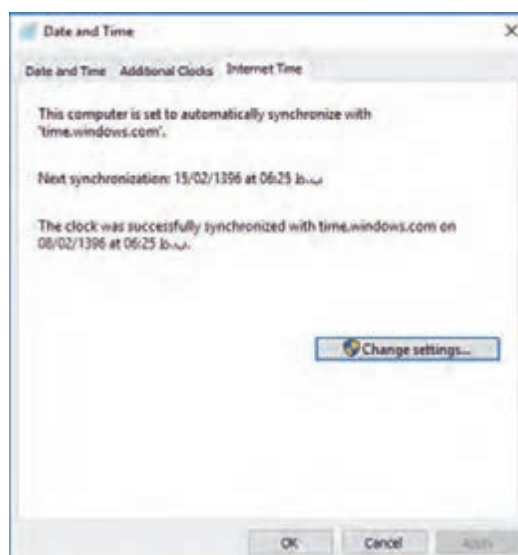 Date and Time
Date and Time Additional Clocks Internet Time
This computer is set to automatically synchronize with
'time.windows.com'.
Next synchronization: 15/02/1396 at 06:25 ب.ظ
The clock was successfully synchronized with time.windows.com on
08/02/1396 at 06:25 ب.ظ.
Change settings...
OK Cancel Apply